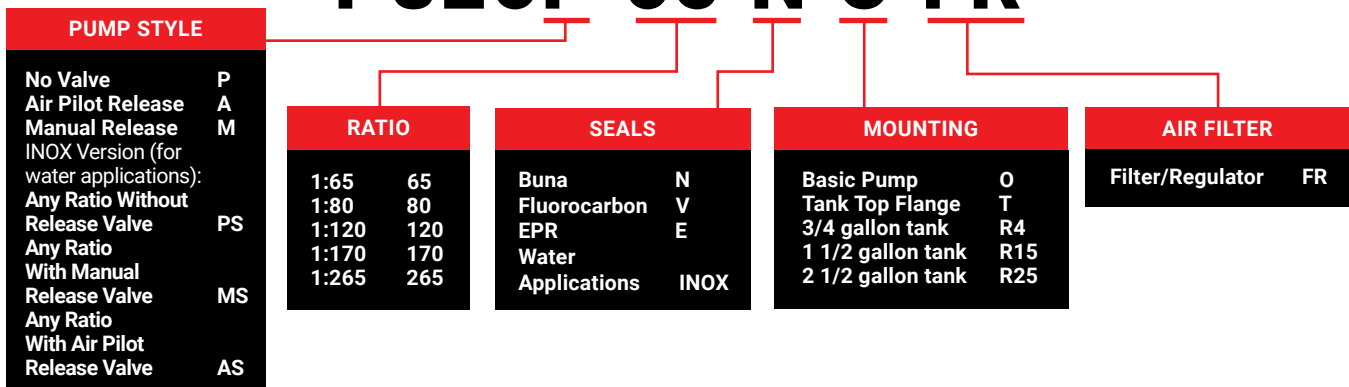 PUMP STYLE
No Valve P
Air Pilot Release A
Manual Release M
INOX Version (for
water applications):
Any Ratio Without
Release Valve PS
Any Ratio
With Manual
Release Valve MS
Any Ratio
With Air Pilot
Release Valve AS
RATIO
1:65 65
1:80 80
1:120 120
1:170 170
1:265 265
SEALS
Buna N
Fluorocarbon V
EPR E
Water
Applications INOX
MOUNTING
Basic Pump O
Tank Top Flange T
3/4 gallon tank R4
1 1/2 gallon tank R15
2 1/2 gallon tank R25
AIR FILTER
Filter/Regulator FR